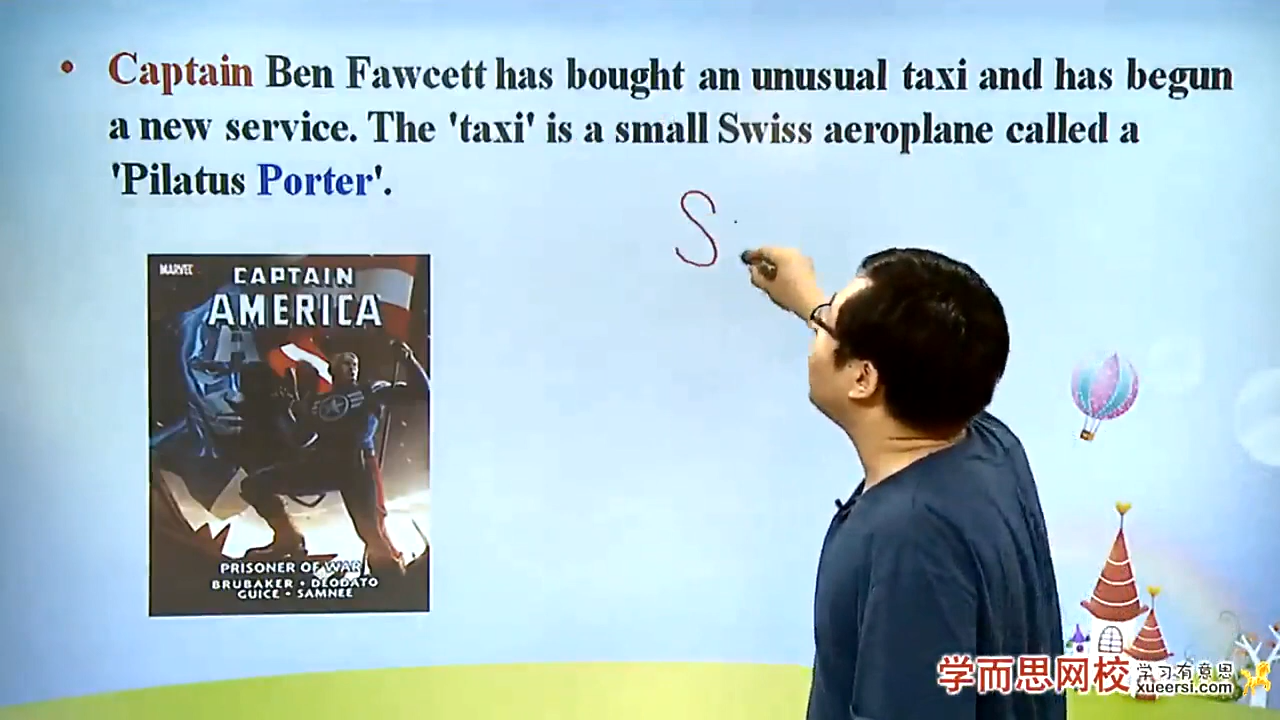 • Captain Ben Fawcett has bought an unusual taxi and has begun
a new service. The 'taxi' is a small Swiss aeroplane called a
'Pilatus Porter'.
S
MARVEL
CAPTAIN
AMERICA
PRISONER OF WAR
BRUBAKER • DEODATO
GUICE • SAMNEE
学而思网校
学习有意思
xueersi.com